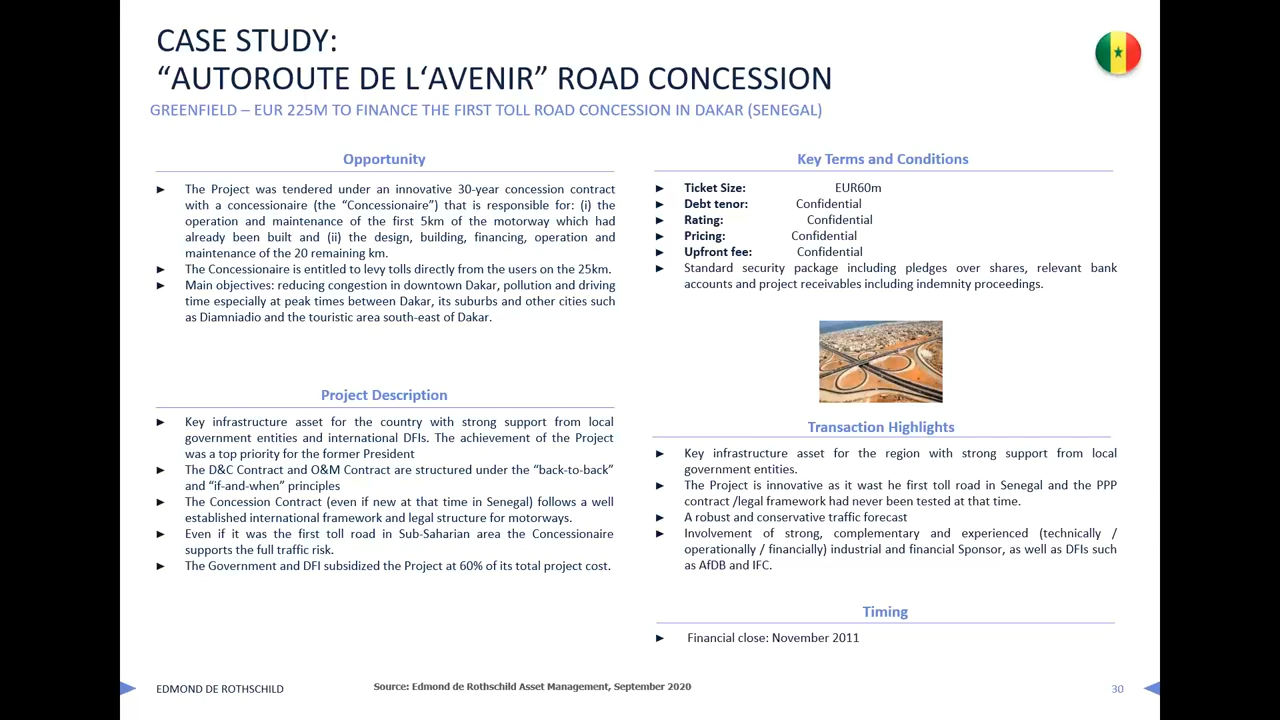 CASE STUDY:
“AUTOROUTE DE L‘AVENIR” ROAD CONCESSION
GREENFIELD – EUR 225M TO FINANCE THE FIRST TOLL ROAD CONCESSION IN DAKAR (SENEGAL)
Opportunity
► The Project was tendered under an innovative 30-year concession contract
with a concessionaire (the “Concessionaire”) that is responsible for: (i) the
operation and maintenance of the first 5km of the motorway which had
already been built and (ii) the design, building, financing, operation and
maintenance of the 20 remaining km.
► The Concessionaire is entitled to levy tolls directly from the users on the 25km.
► Main objectives: reducing congestion in downtown Dakar, pollution and driving
time especially at peak times between Dakar, its suburbs and other cities such
as Diamniadio and the touristic area south-east of Dakar.
Project Description
► Key infrastructure asset for the country with strong support from local
government entities and international DFIs. The achievement of the Project
was a top priority for the former President
► The D&C Contract and O&M Contract are structured under the “back-to-back”
and “if-and-when” principles
► The Concession Contract (even if new at that time in Senegal) follows a well
established international framework and legal structure for motorways.
► Even if it was the first toll road in Sub-Saharian area the Concessionaire
supports the full traffic risk.
► The Government and DFI subsidized the Project at 60% of its total project cost.
Key Terms and Conditions
► Ticket Size: EUR60m
► Debt tenor: Confidential
► Rating: Confidential
► Pricing: Confidential
► Upfront fee: Confidential
► Standard security package including pledges over shares, relevant bank
accounts and project receivables including indemnity proceedings.
Transaction Highlights
► Key infrastructure asset for the region with strong support from local
government entities.
► The Project is innovative as it wast he first toll road in Senegal and the PPP
contract /legal framework had never been tested at that time.
► A robust and conservative traffic forecast
► Involvement of strong, complementary and experienced (technically /
operationally / financially) industrial and financial Sponsor, as well as DFIs such
as AfDB and IFC.
Timing
► Financial close: November 2011
EDMOND DE ROTHSCHILD
Source: Edmond de Rothschild Asset Management, September 2020
30